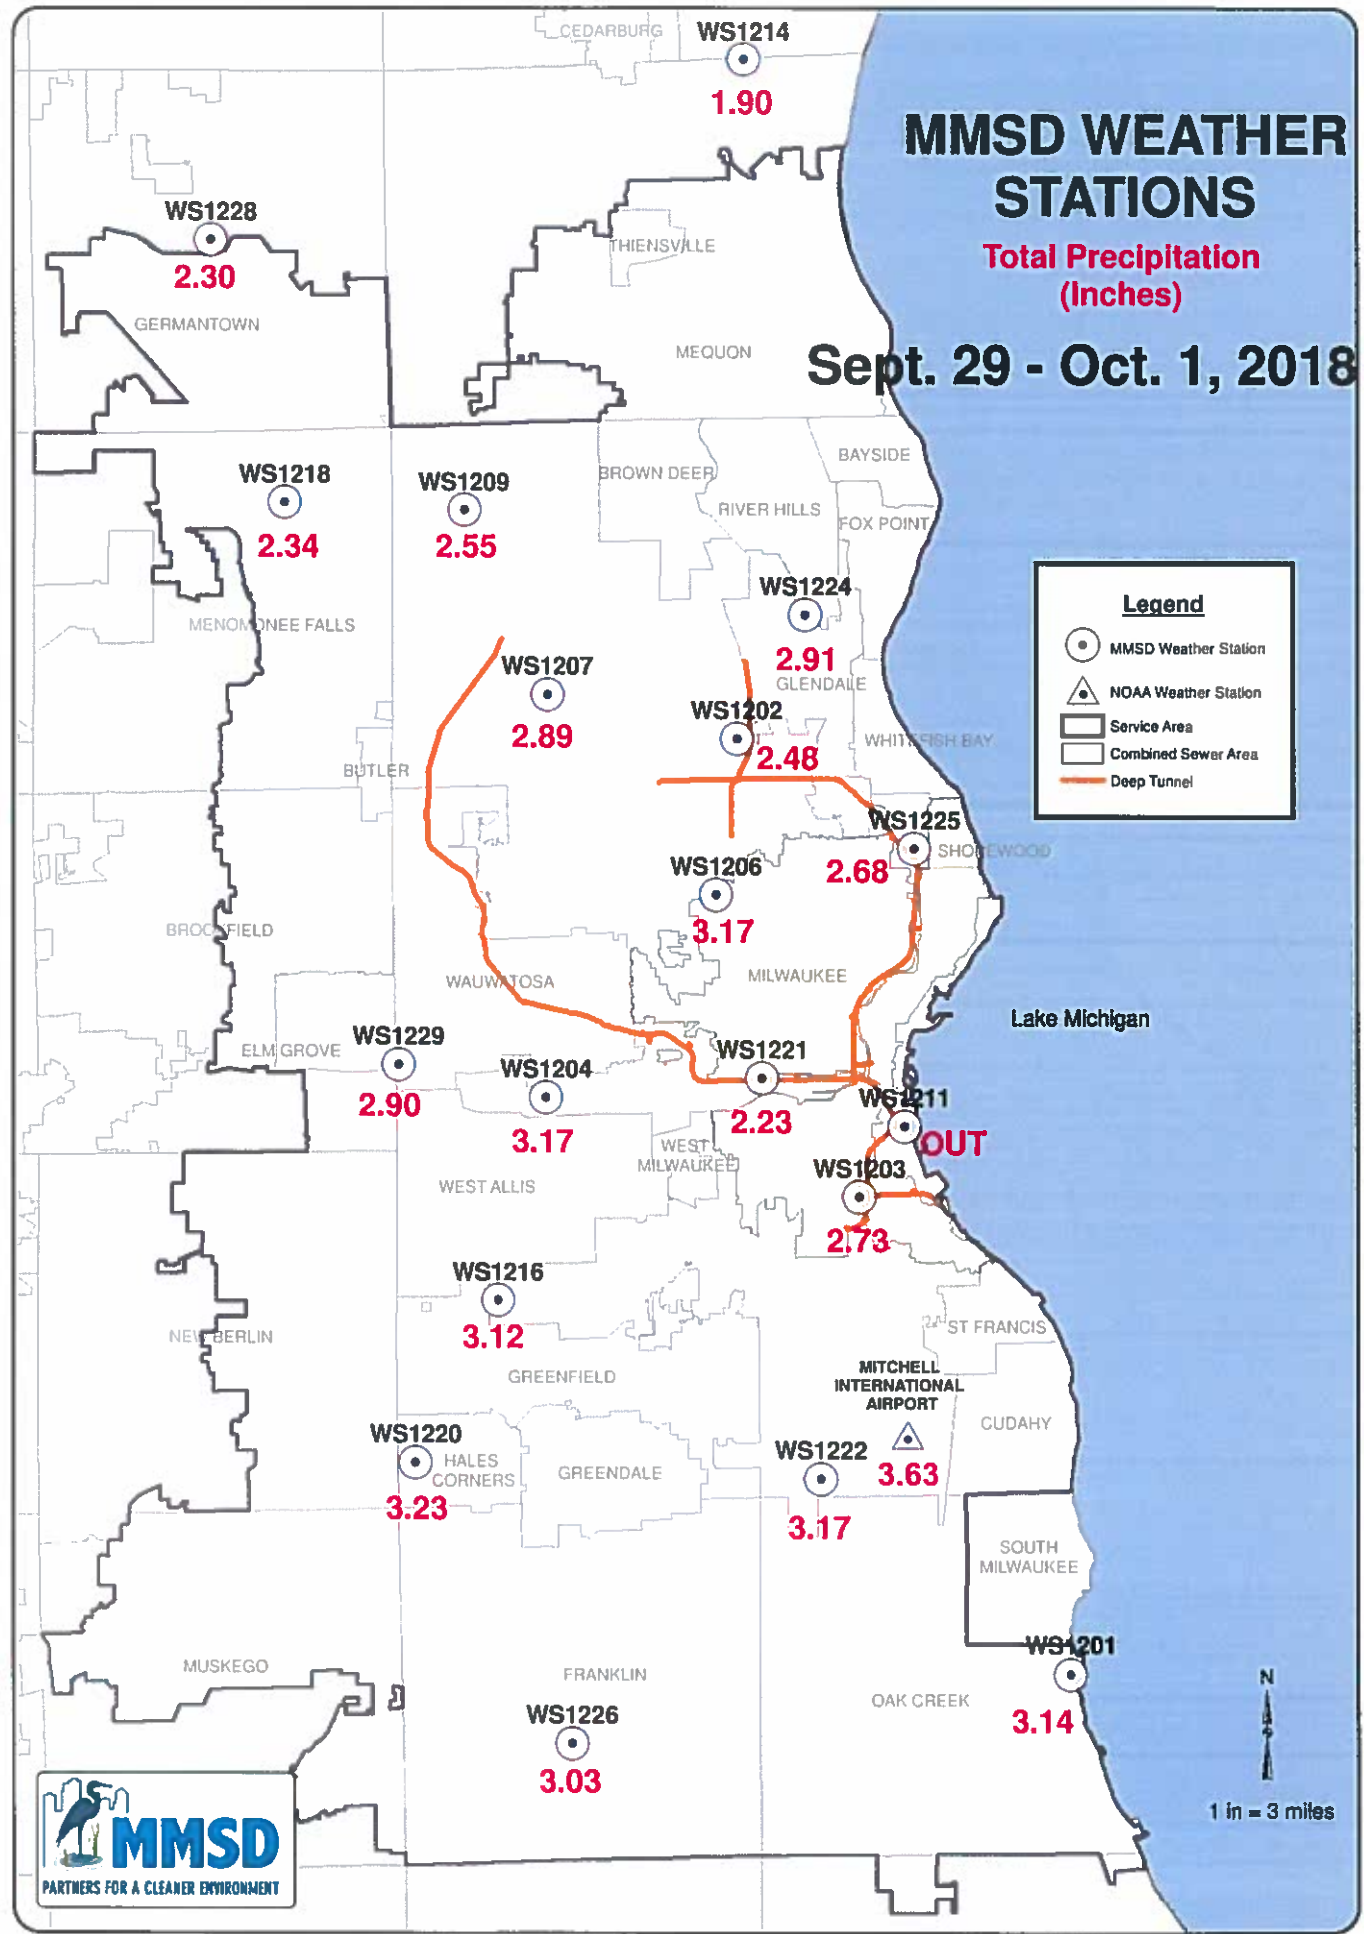 CEDARBURG
WS1214
1.90
MMSD WEATHER
STATIONS
Total Precipitation
(Inches)
Sept. 29 - Oct. 1, 2018
WS1228
2.30
GERMANTOWN
THIENSVILLE
MEQUON
WS1218
2.34
WS1209
2.55
BROWN DEER
BAYSIDE
RIVER HILLS
FOX POINT
WS1224
2.91
GLENDALE
MENOMONEE FALLS
WS1207
2.89
WS1202
2.48
WHITEFISH BAY
Legend
MMSD Weather Station
NOAA Weather Station
Service Area
Combined Sewer Area
Deep Tunnel
BUTLER
WS1225
2.68
SHOREWOOD
WS1206
3.17
BROOKFIELD
WAUWATOSA
MILWAUKEE
Lake Michigan
ELM GROVE
WS1229
2.90
WS1204
3.17
WS1221
2.23
WS1211
OUT
WEST
MILWAUKEE
WS1203
2.73
WEST ALLIS
WS1216
3.12
NEW BERLIN
ST FRANCIS
GREENFIELD
MITCHELL
INTERNATIONAL
AIRPORT
3.63
CUDAHY
WS1220
HALES
CORNERS
3.23
GREENDALE
WS1222
3.17
SOUTH
MILWAUKEE
WS1201
3.14
MUSKEGO
FRANKLIN
OAK CREEK
WS1226
3.03
N
1 in = 3 miles
MMSD
PARTNERS FOR A CLEANER ENVIRONMENT